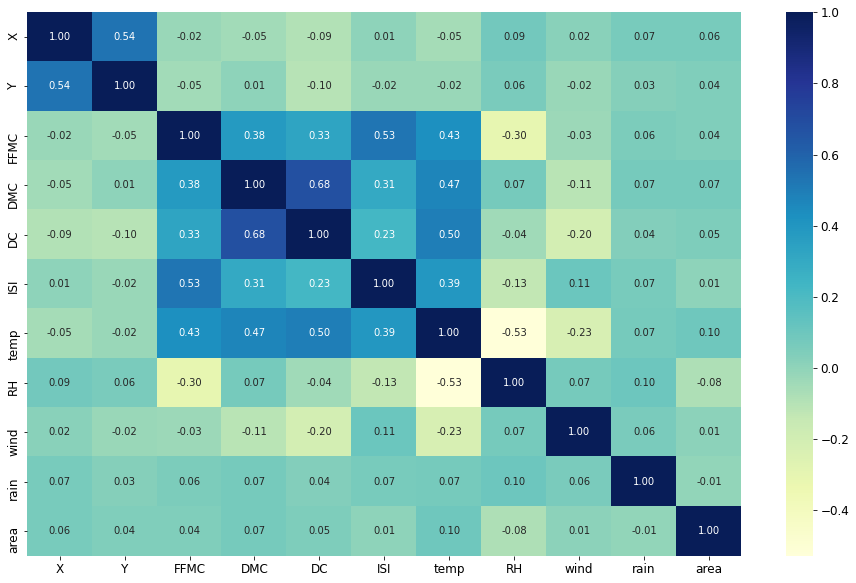 X 1.00 0.54 -0.02 -0.05 -0.09 0.01 -0.05 0.09 0.02 0.07 0.06
Y 0.54 1.00 -0.05 0.01 -0.10 -0.02 -0.02 0.06 -0.02 0.03 0.04
FFMC -0.02 -0.05 1.00 0.38 0.33 0.53 0.43 -0.30 -0.03 0.06 0.04
DMC -0.05 0.01 0.38 1.00 0.68 0.31 0.47 0.07 -0.11 0.07 0.07
DC -0.09 -0.10 0.33 0.68 1.00 0.23 0.50 -0.04 -0.20 0.04 0.05
ISI 0.01 -0.02 0.53 0.31 0.23 1.00 0.39 -0.13 0.11 0.07 0.01
temp -0.05 -0.02 0.43 0.47 0.50 0.39 1.00 -0.53 -0.23 0.07 0.10
RH 0.09 0.06 -0.30 0.07 -0.04 -0.13 -0.53 1.00 0.07 0.10 -0.08
wind 0.02 -0.02 -0.03 -0.11 -0.20 0.11 -0.23 0.07 1.00 0.06 0.01
rain 0.07 0.03 0.06 0.07 0.04 0.07 0.07 0.10 0.06 1.00 -0.01
area 0.06 0.04 0.04 0.07 0.05 0.01 0.10 -0.08 0.01 -0.01 1.00
X Y FFMC DMC DC ISI temp RH wind rain area
1.0
0.8
0.6
0.4
0.2
0.0
−0.2
−0.4